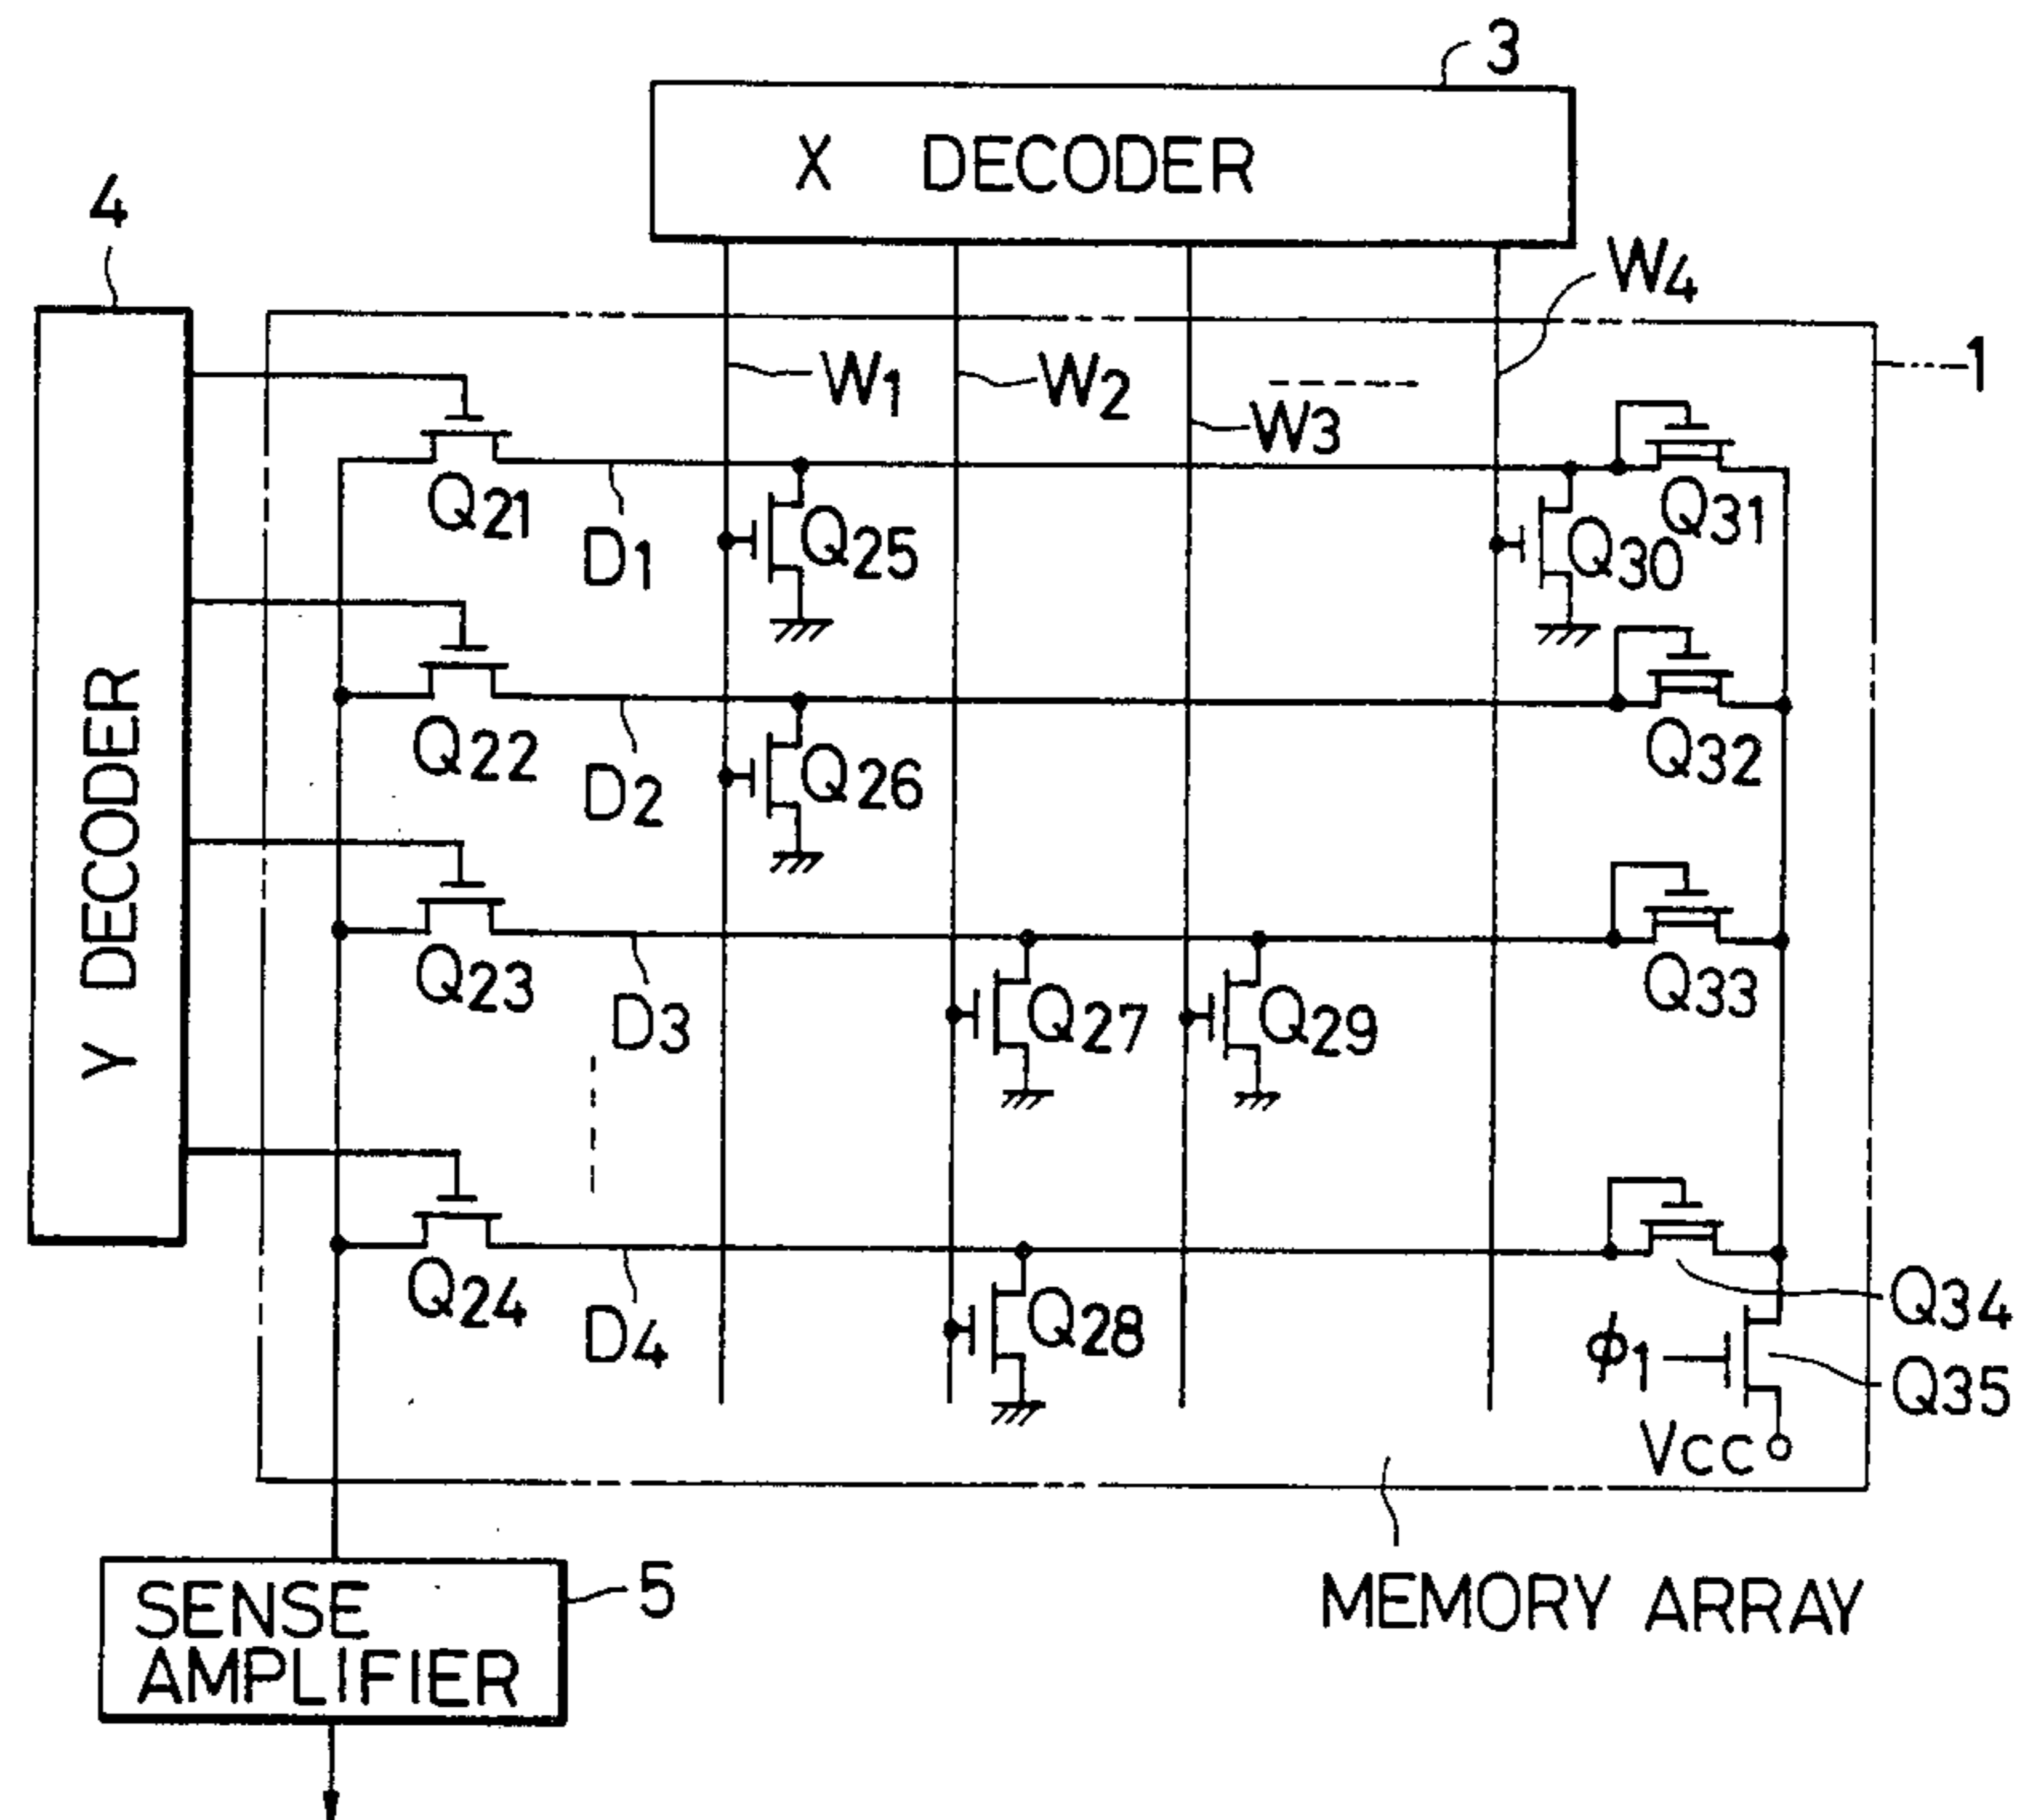 3
X DECODER
4
W4
W1
W2
W3
1
Q21
D1
Q25
Q30
Q31
Y DECODER
Q22
D2
Q26
Q32
Q23
D3
Q27
Q29
Q33
Q24
D4
Q28
Q34
ϕ1
Q35
VCC
SENSE
AMPLIFIER
5
MEMORY ARRAY